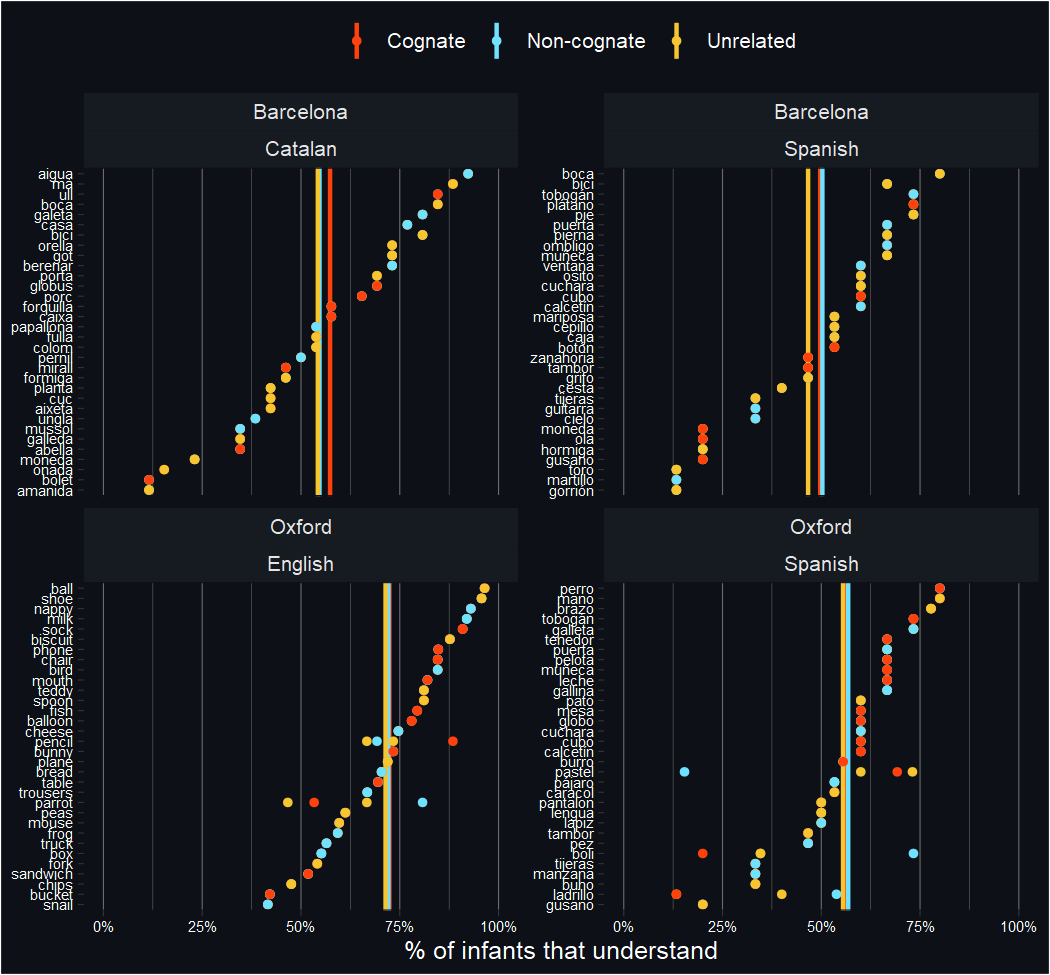 Cognate Non-cognate Unrelated
Barcelona
Catalan
aigua
ma
ull
boca
galeta
casa
bici
orella
got
berenar
porta
globus
porc
forquilla
caixa
papallona
fulla
colom
pernil
mirall
formiga
planta
cuc
aixeta
ungla
mussol
galleda
abella
moneda
onada
bolet
amanida
Barcelona
Spanish
boca
bici
tobogan
platano
pie
puerta
pierna
ombligo
muneca
ventana
osito
cuchara
cubo
calcetin
mariposa
cepillo
caja
boton
zanahoria
tambor
grifo
cesta
tijeras
guitarra
cielo
moneda
ola
hormiga
gusano
toro
martillo
gorrión
Oxford
English
ball
shoe
nappy
milk
sock
biscuit
phone
chair
bird
mouth
teddy
spoon
fish
balloon
cheese
pencil
bunny
plane
bread
table
trousers
parrot
peas
mouse
frog
truck
box
fork
sandwich
chips
bucket
snail
0% 25% 50% 75% 100%
Oxford
Spanish
perro
mano
brazo
tobogan
galleta
tenedor
puerta
pelota
muneca
leche
gallina
pato
mesa
globo
cuchara
cubo
calcetin
burro
pastel
pajaro
caracol
pantalon
lengua
lapiz
tambor
pez
boli
tijeras
manzana
buho
ladrillo
gusano
0% 25% 50% 75% 100%
% of infants that understand